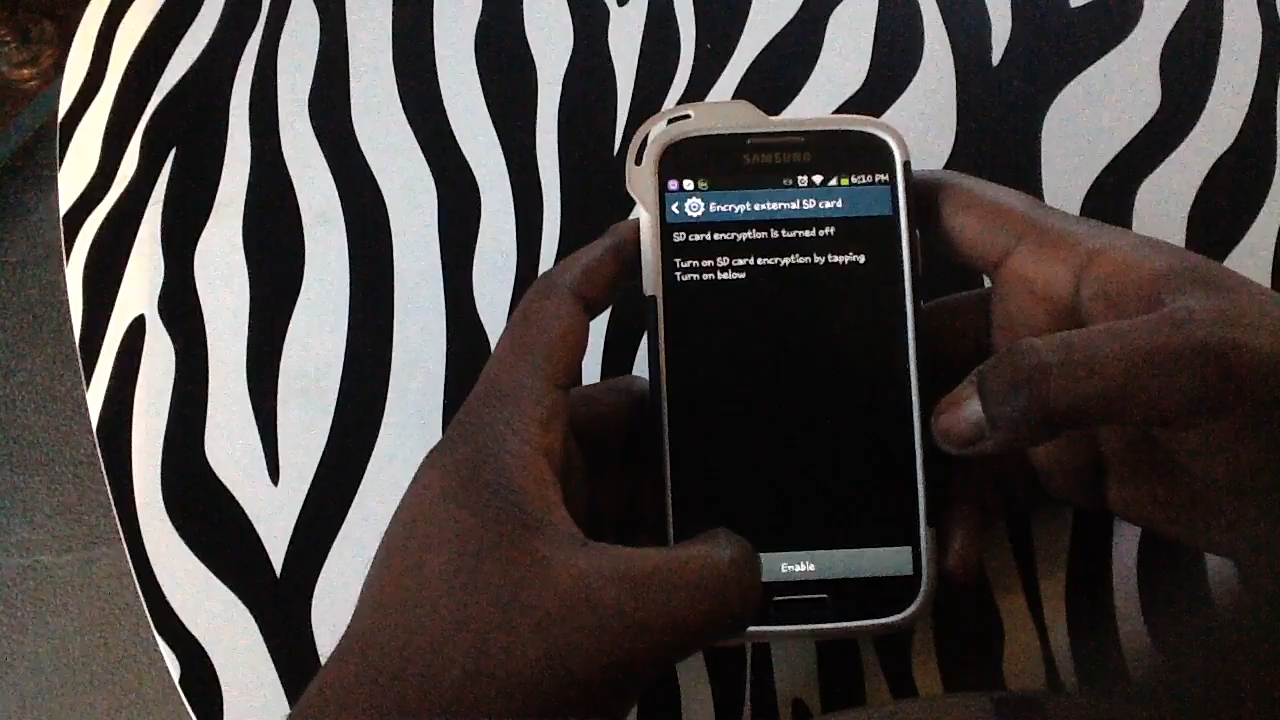 SAMSUNG
6:10 PM
Encrypt external SD card
SD card encryption is turned off
Turn on SD card encryption by tapping
Turn on below
Enable